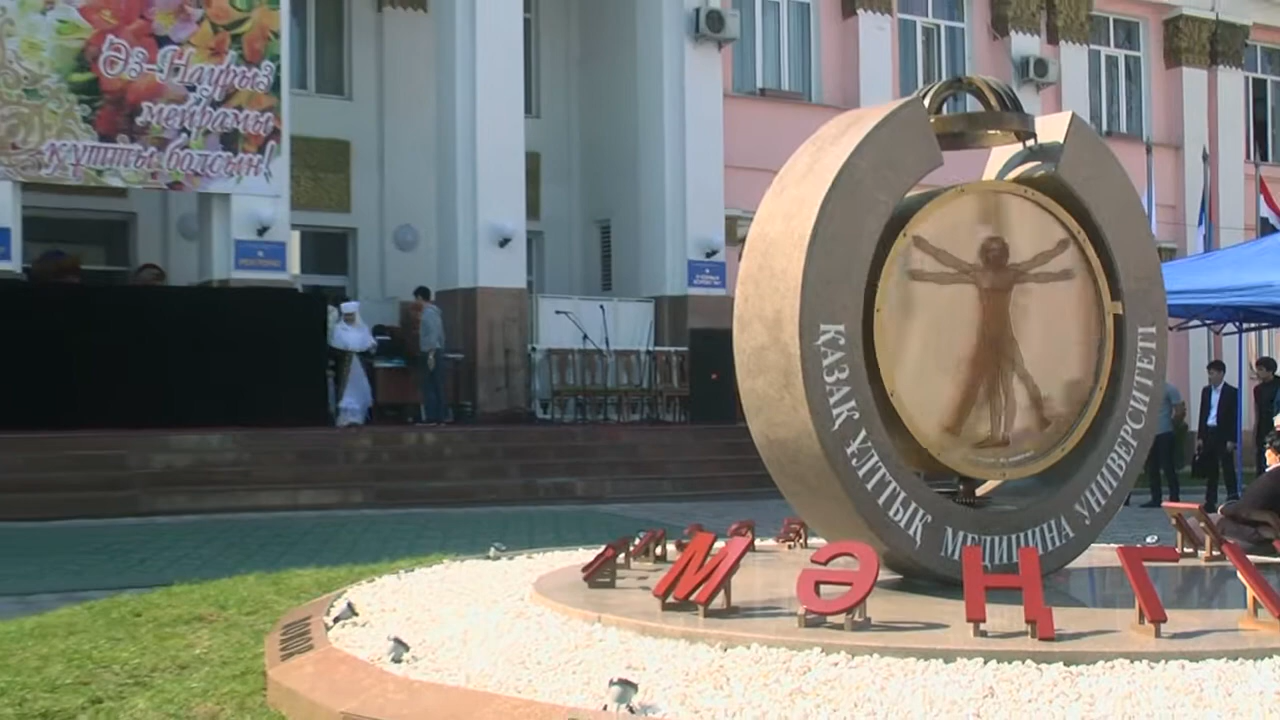 Әз-Наурыз
мейрамы
құтты болсын!
ҚАЗАҚ ҰЛТТЫҚ МЕДИЦИНА УНИВЕРСИТЕТІ
МӘҢГ